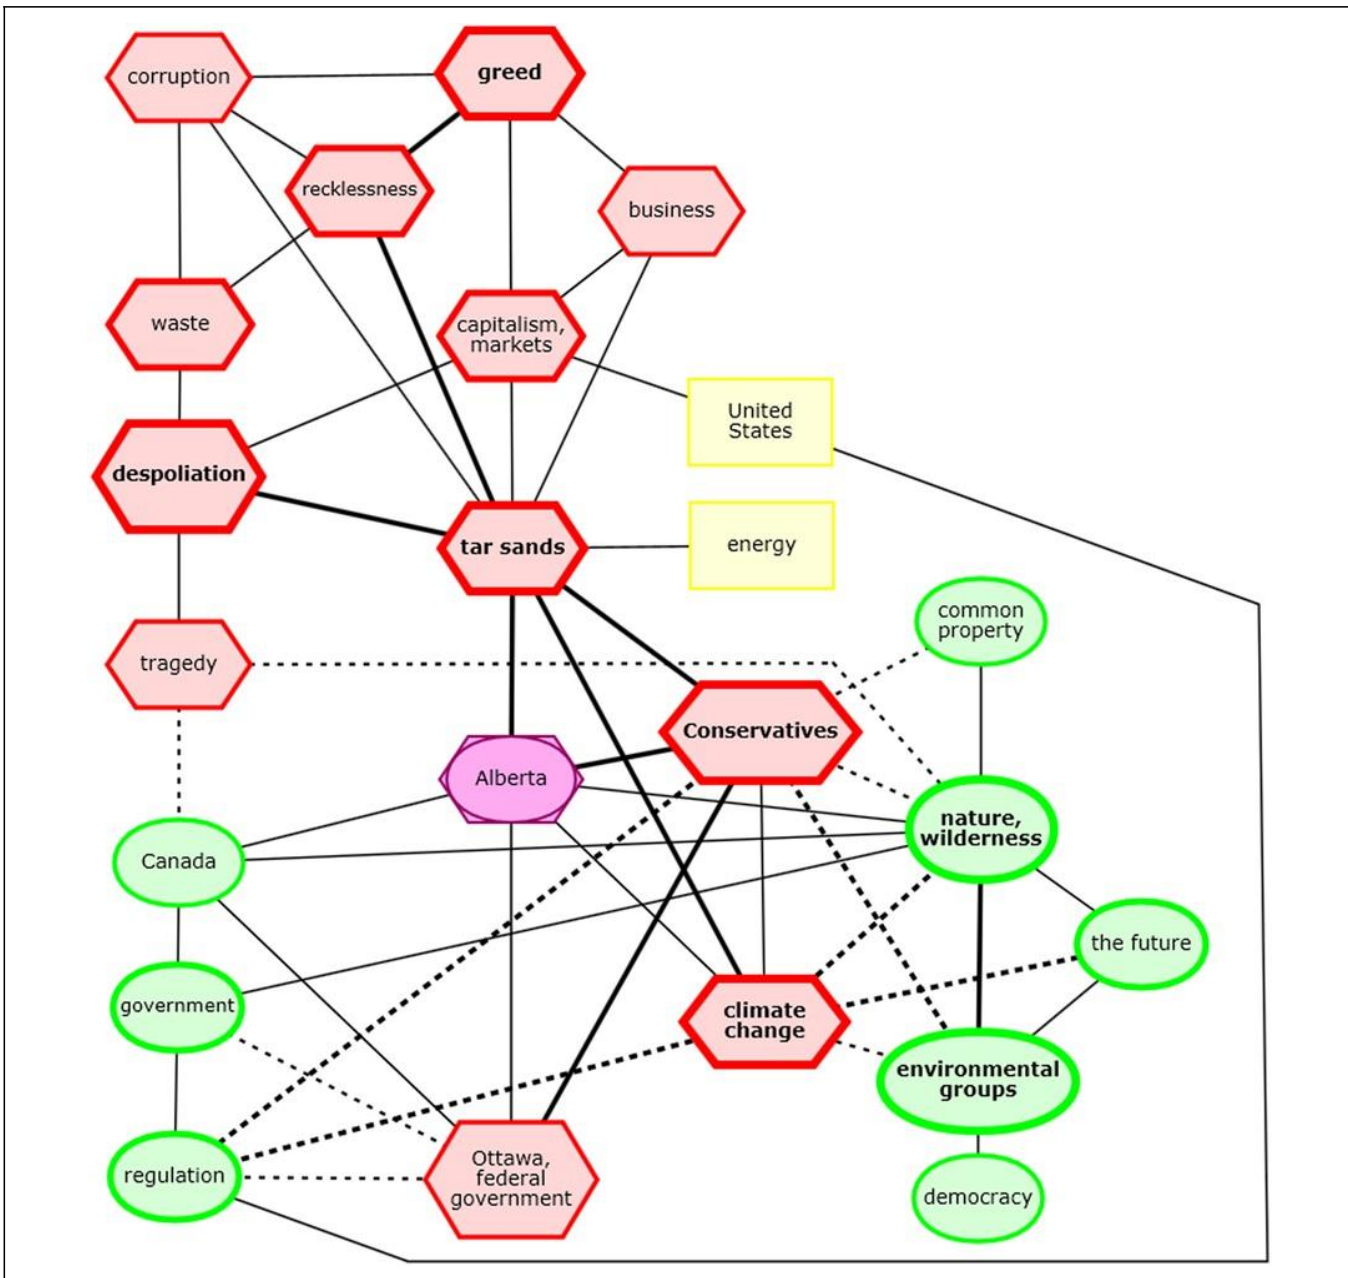 corruption
greed
recklessness
business
waste
capitalism,
markets
United
States
despoliation
tar sands
energy
common
property
tragedy
Conservatives
Alberta
nature,
wilderness
Canada
the future
government
climate
change
environmental
groups
regulation
Ottawa,
federal
government
democracy